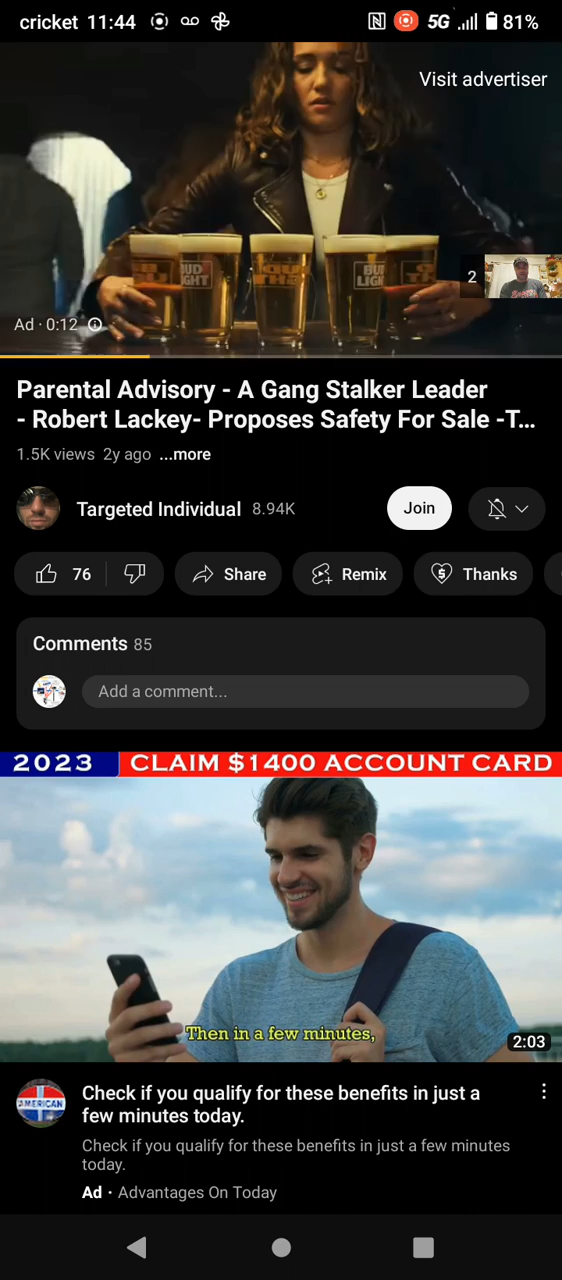 cricket 11:44 5G 81%
Visit advertiser
BUD LIGHT
BUD LIGHT
2
Ad · 0:12
Parental Advisory - A Gang Stalker Leader
- Robert Lackey- Proposes Safety For Sale -T...
1.5K views 2y ago ...more
Targeted Individual 8.94K
Join
76 Share Remix Thanks
Comments 85
Add a comment...
2023 CLAIM $1400 ACCOUNT CARD
Then in a few minutes,
2:03
AMERICAN
Check if you qualify for these benefits in just a
few minutes today.
Check if you qualify for these benefits in just a few minutes
today.
Ad · Advantages On Today